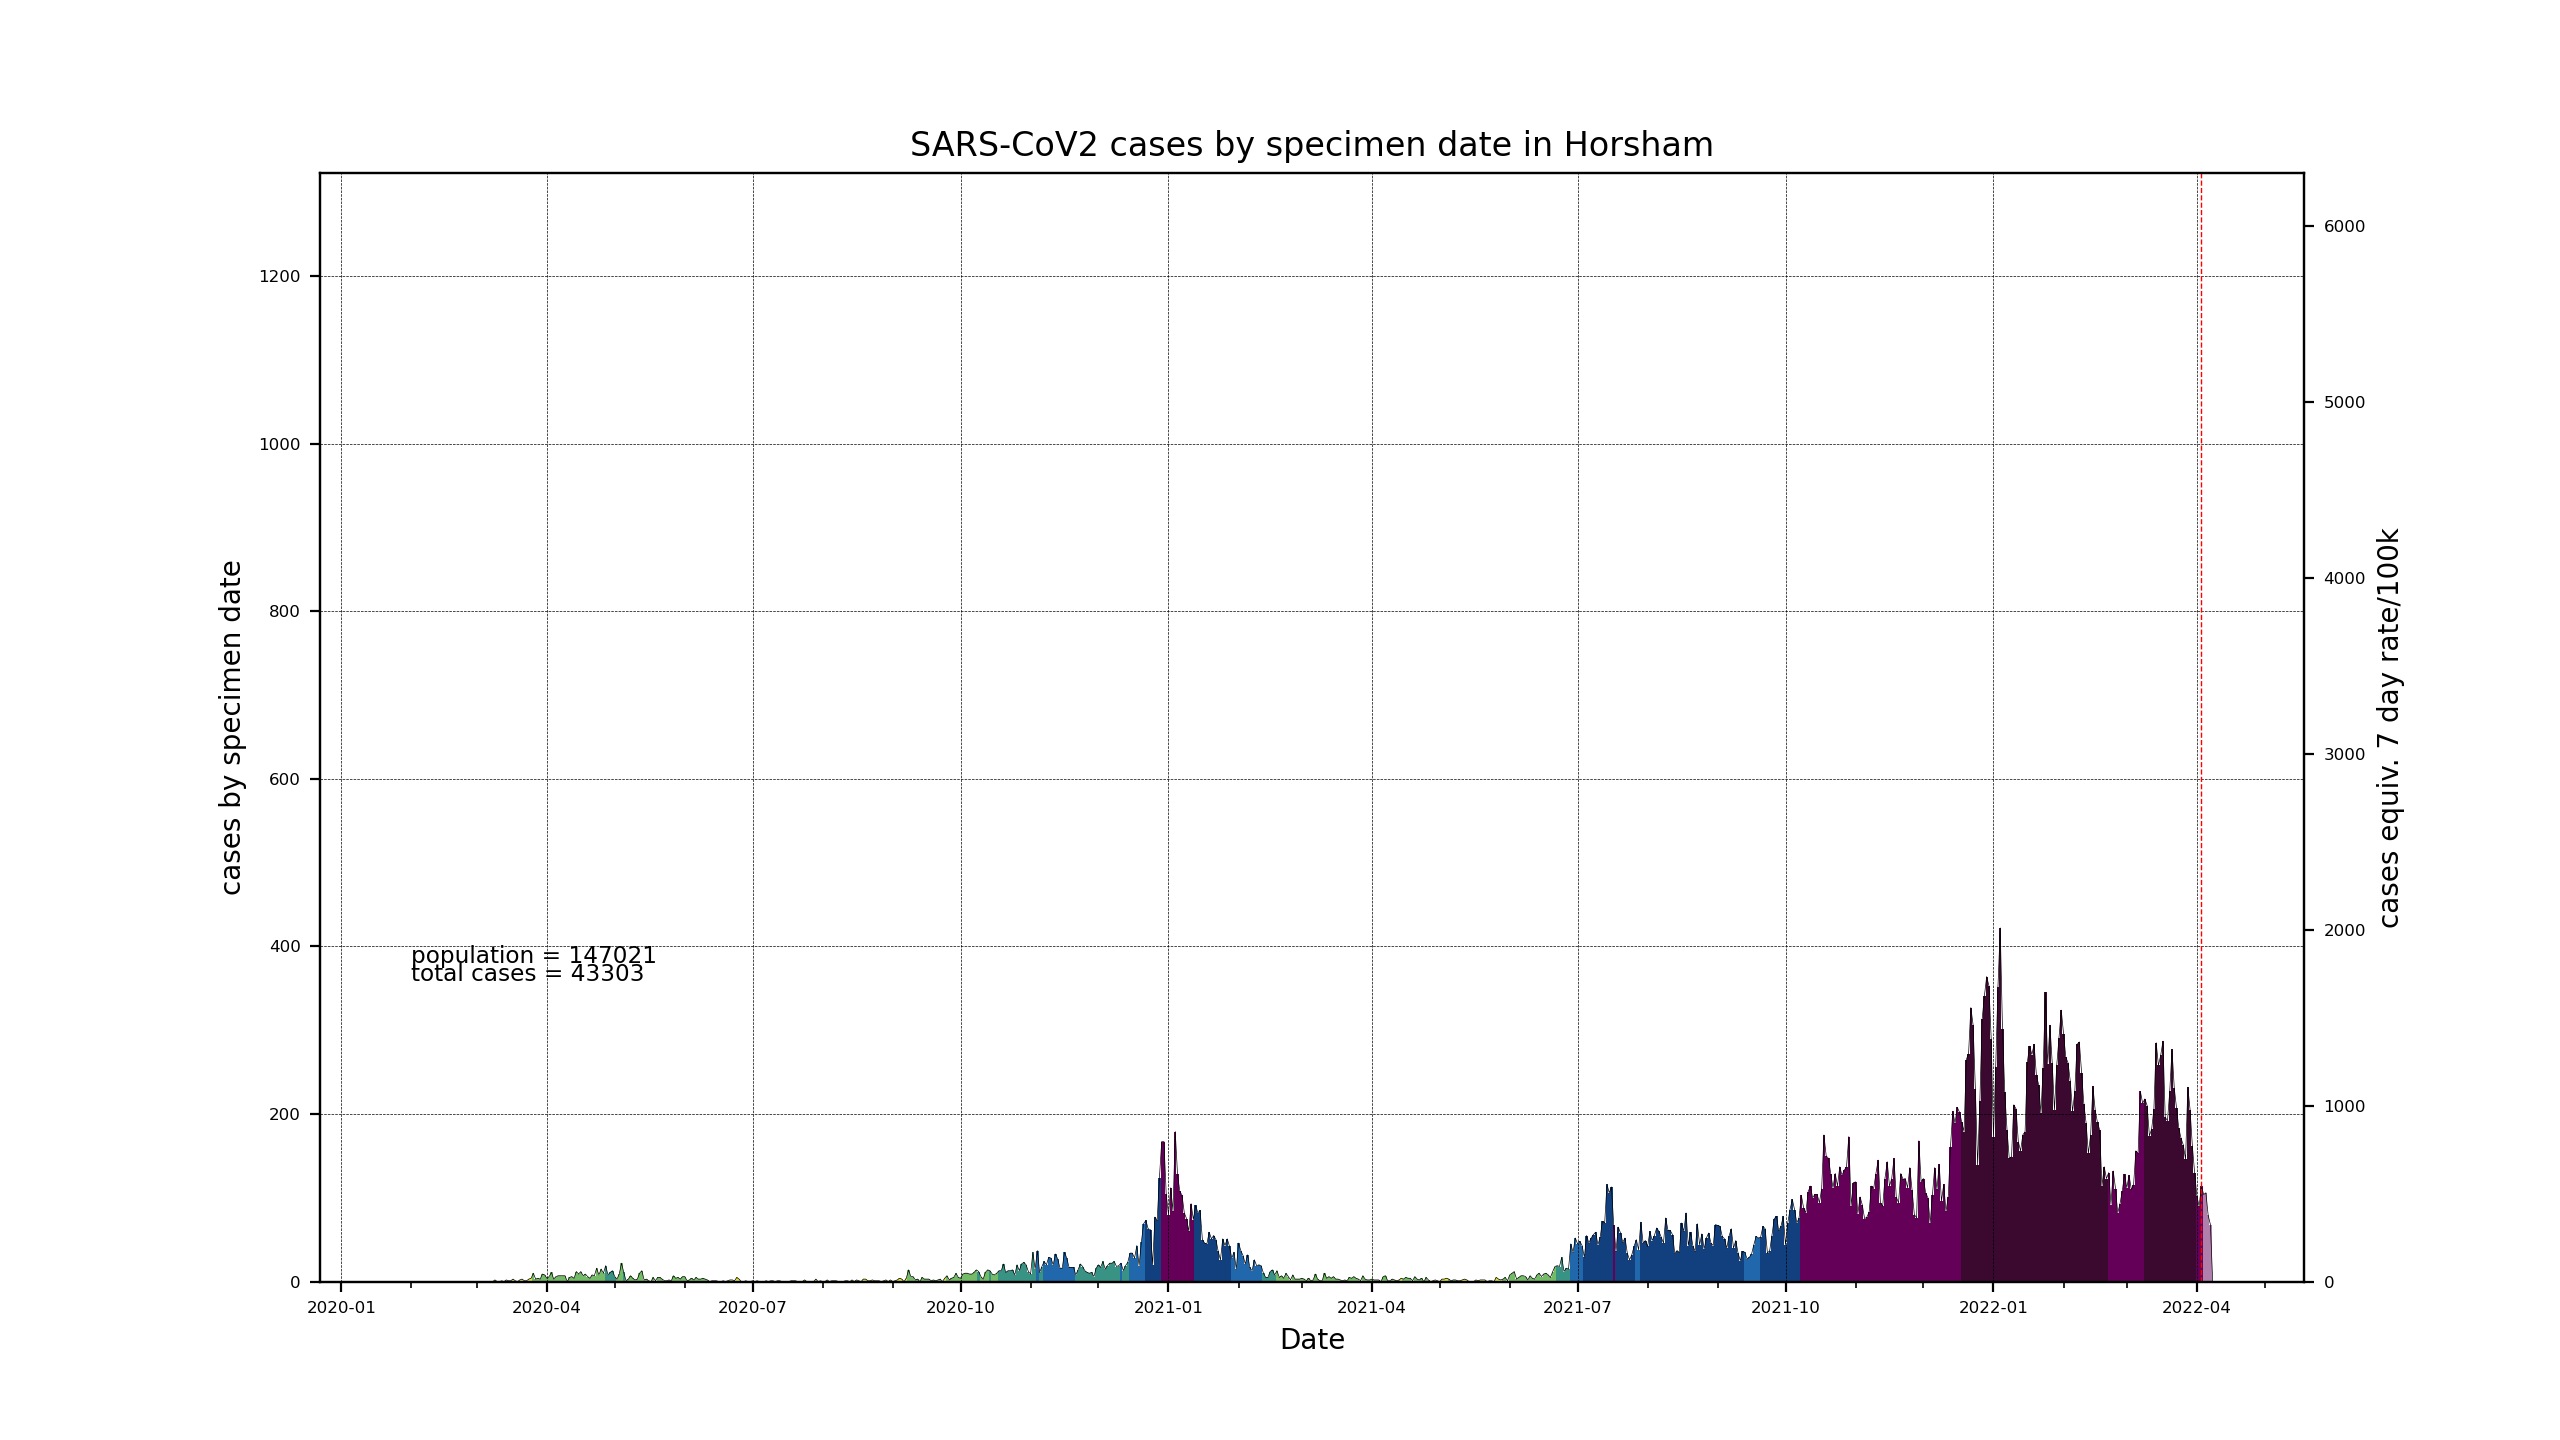 SARS-CoV2 cases by specimen date in Horsham
cases by specimen date
1200
1000
800
600
400
200
0
population = 147021
total cases = 43303
6000
5000
4000
3000
2000
1000
0
cases equiv. 7 day rate/100k
2020-01 2020-04 2020-07 2020-10 2021-01 2021-04 2021-07 2021-10 2022-01 2022-04
Date